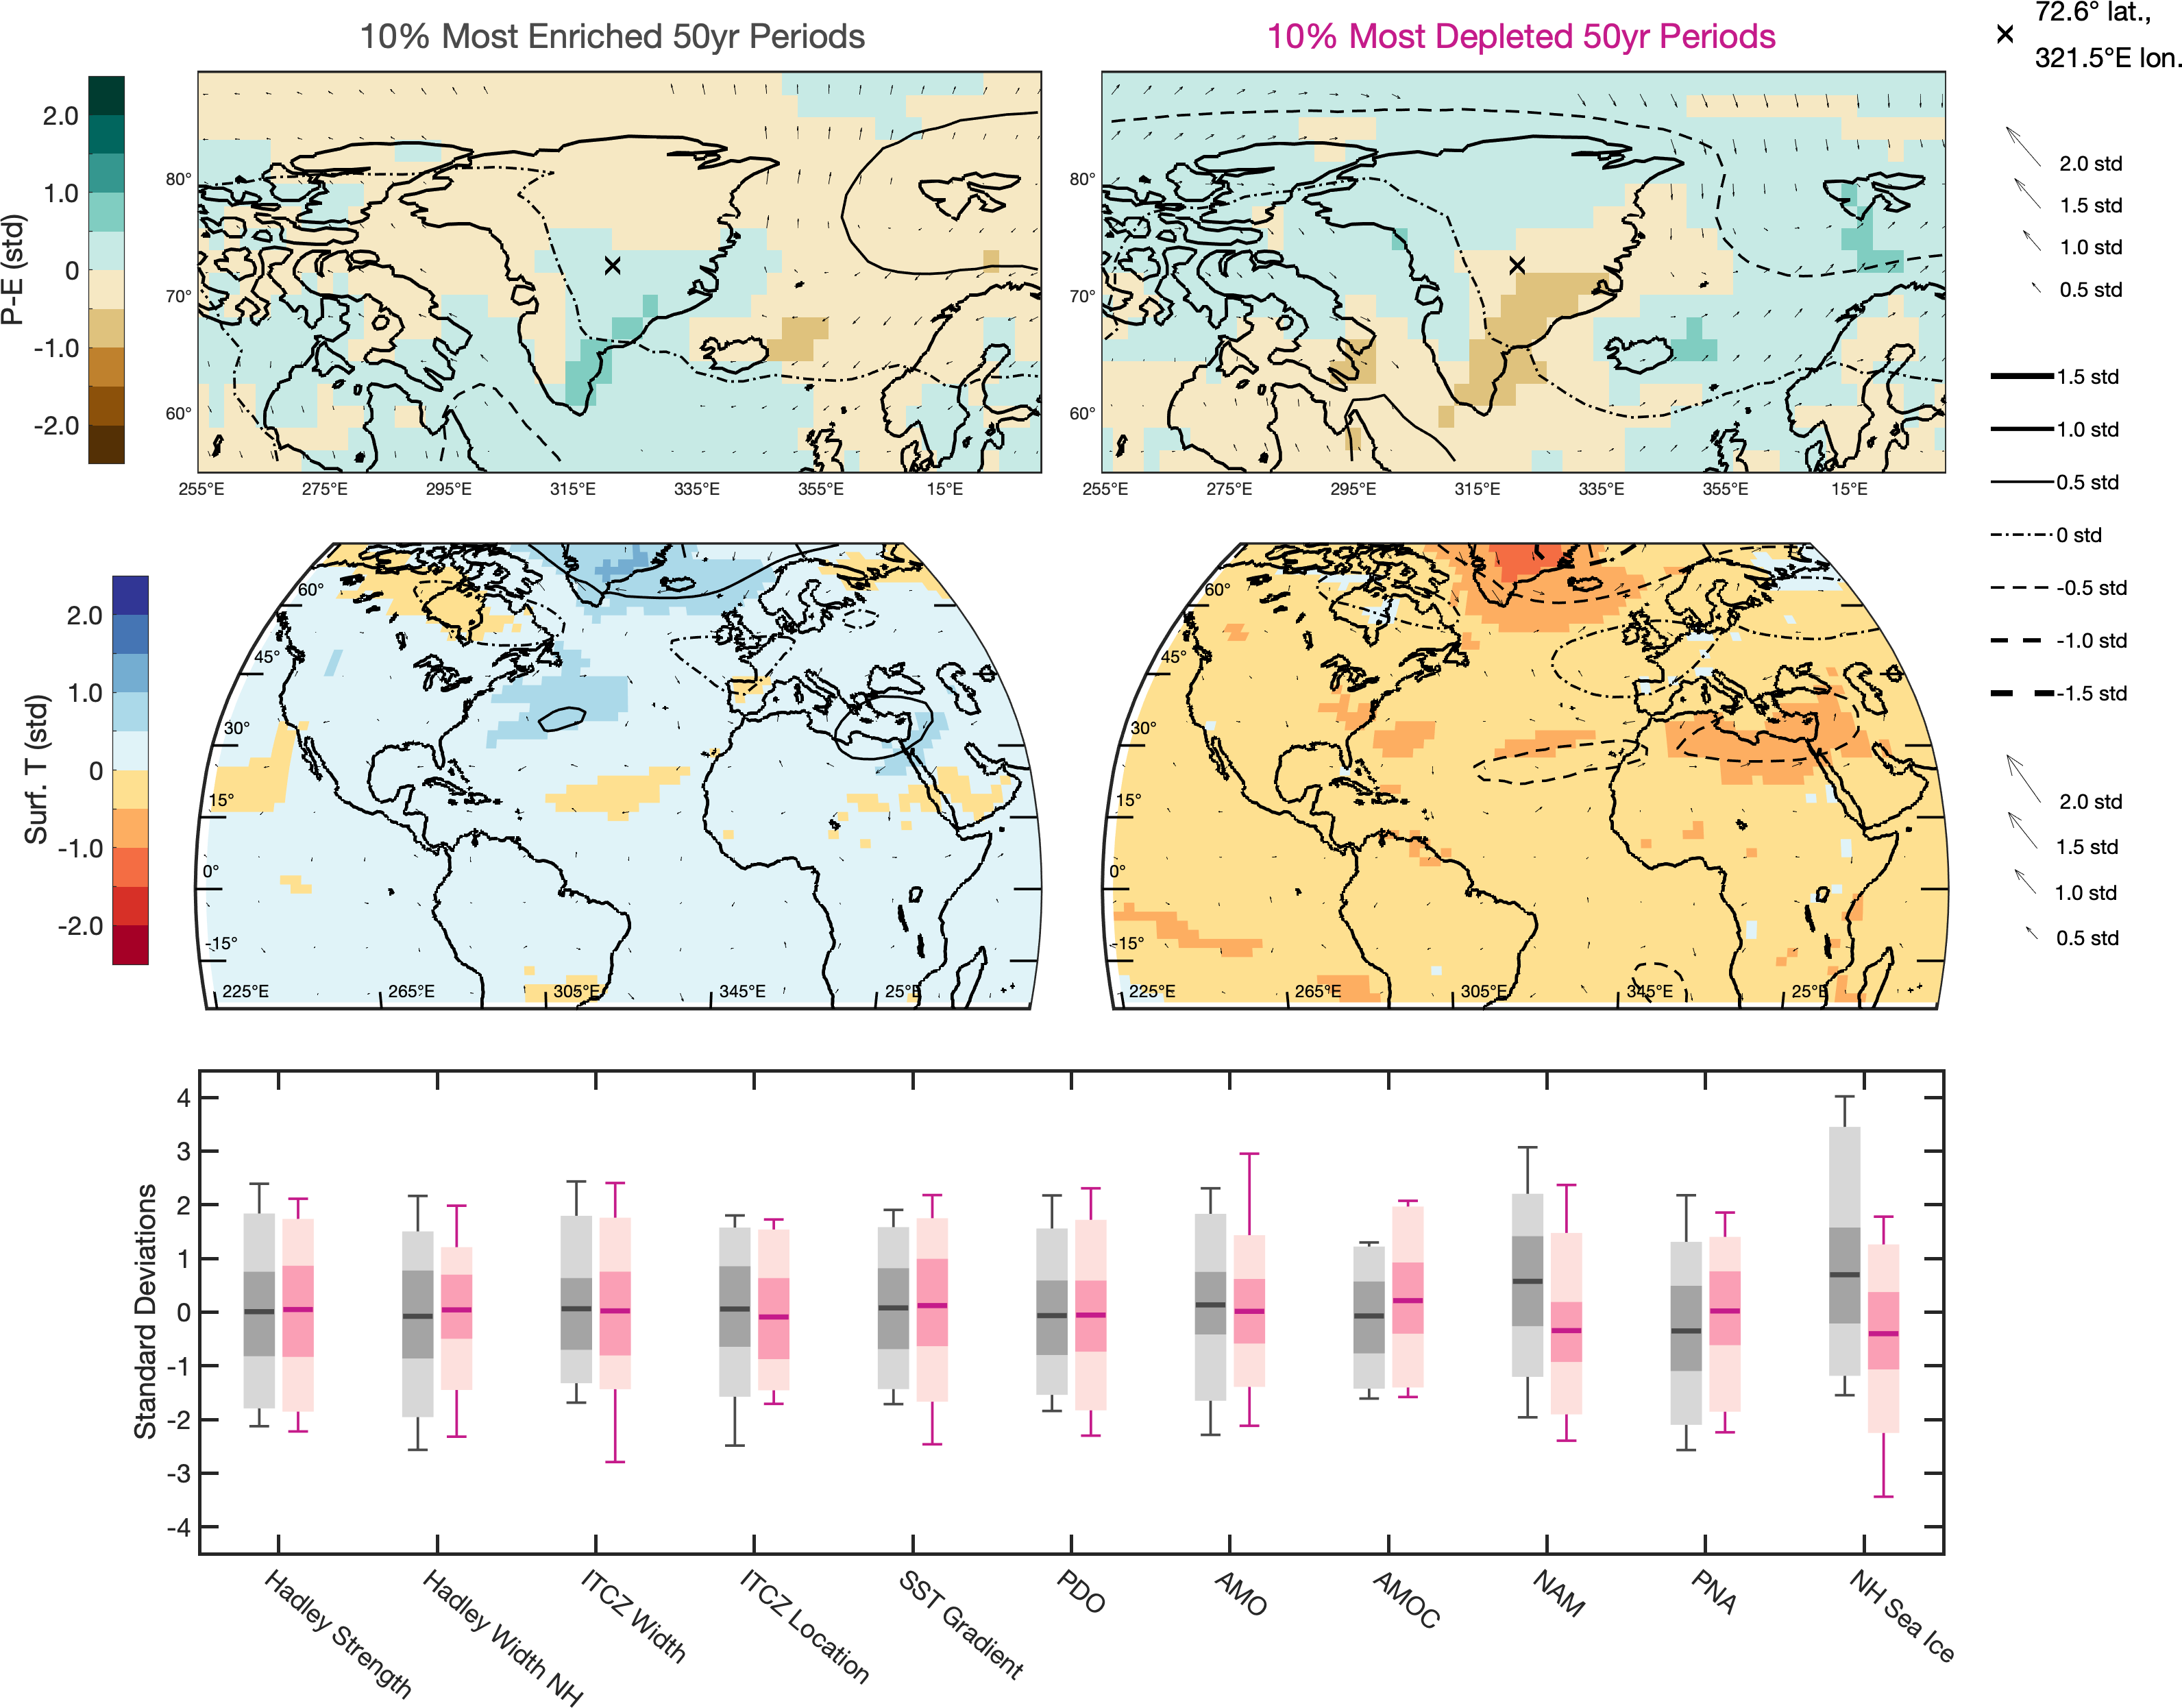 10% Most Enriched 50yr Periods
10% Most Depleted 50yr Periods
72.6° lat.,
321.5°E lon.
P-E (std)
2.0
1.0
0
-1.0
-2.0
80°
70°
60°
255°E 275°E 295°E 315°E 335°E 355°E 15°E
80°
70°
60°
255°E 275°E 295°E 315°E 335°E 355°E 15°E
2.0 std
1.5 std
1.0 std
0.5 std
1.5 std
1.0 std
0.5 std
0 std
-0.5 std
-1.0 std
-1.5 std
Surf. T (std)
2.0
1.0
0
-1.0
-2.0
60°
45°
30°
15°
0°
-15°
225°E 265°E 305°E 345°E 25°E
60°
45°
30°
15°
0°
-15°
225°E 265°E 305°E 345°E 25°E
2.0 std
1.5 std
1.0 std
0.5 std
Standard Deviations
4
3
2
1
0
-1
-2
-3
-4
Hadley Strength
Hadley Width NH
ITCZ Width
ITCZ Location
SST Gradient
PDO
AMO
AMOC
NAM
PNA
NH Sea Ice